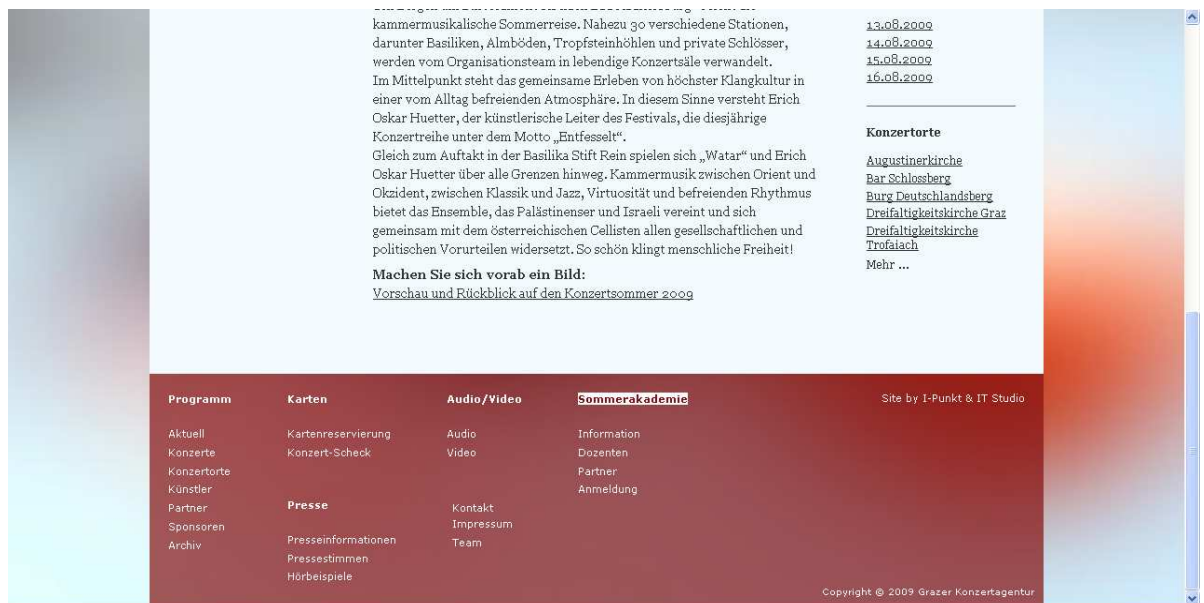 kammermusikalische Sommerreise. Nahezu 30 verschiedene Stationen,
darunter Basiliken, Almböden, Tropfsteinhöhlen und private Schlösser,
werden vom Organisationsteam in lebendige Konzertsäle verwandelt.
Im Mittelpunkt steht das gemeinsame Erleben von höchster Klangkultur in
einer vom Alltag befreienden Atmosphäre. In diesem Sinne versteht Erich
Oskar Huetter, der künstlerische Leiter des Festivals, die diesjährige
Konzertreihe unter dem Motto „Entfesselt“.
Gleich zum Auftakt in der Basilika Stift Rein spielen sich „Watar“ und Erich
Oskar Huetter über alle Grenzen hinweg. Kammermusik zwischen Orient und
Okzident, zwischen Klassik und Jazz, Virtuosität und befreienden Rhythmus
bietet das Ensemble, das Palästinenser und Israeli vereint und sich
gemeinsam mit dem österreichischen Cellisten allen gesellschaftlichen und
politischen Vorurteilen widersetzt. So schön klingt menschliche Freiheit!
Machen Sie sich vorab ein Bild:
Vorschau und Rückblick auf den Konzertsommer 2009
13.08.2009
14.08.2009
15.08.2009
16.08.2009
Konzertorte
Augustinerkirche
Bar Schlossberg
Burg Deutschlandsberg
Dreifaltigkeitskirche Graz
Dreifaltigkeitskirche
Trofaiach
Mehr ...
Programm
Aktuell
Konzerte
Konzertorte
Künstler
Partner
Sponsoren
Archiv
Karten
Kartenreservierung
Konzert-Scheck
Presse
Presseinformationen
Pressestimmen
Hörbeispiele
Audio/Video
Audio
Video
Kontakt
Impressum
Team
Sommerakademie
Information
Dozenten
Partner
Anmeldung
Site by I-Punkt & IT Studio
Copyright © 2009 Grazer Konzertagentur